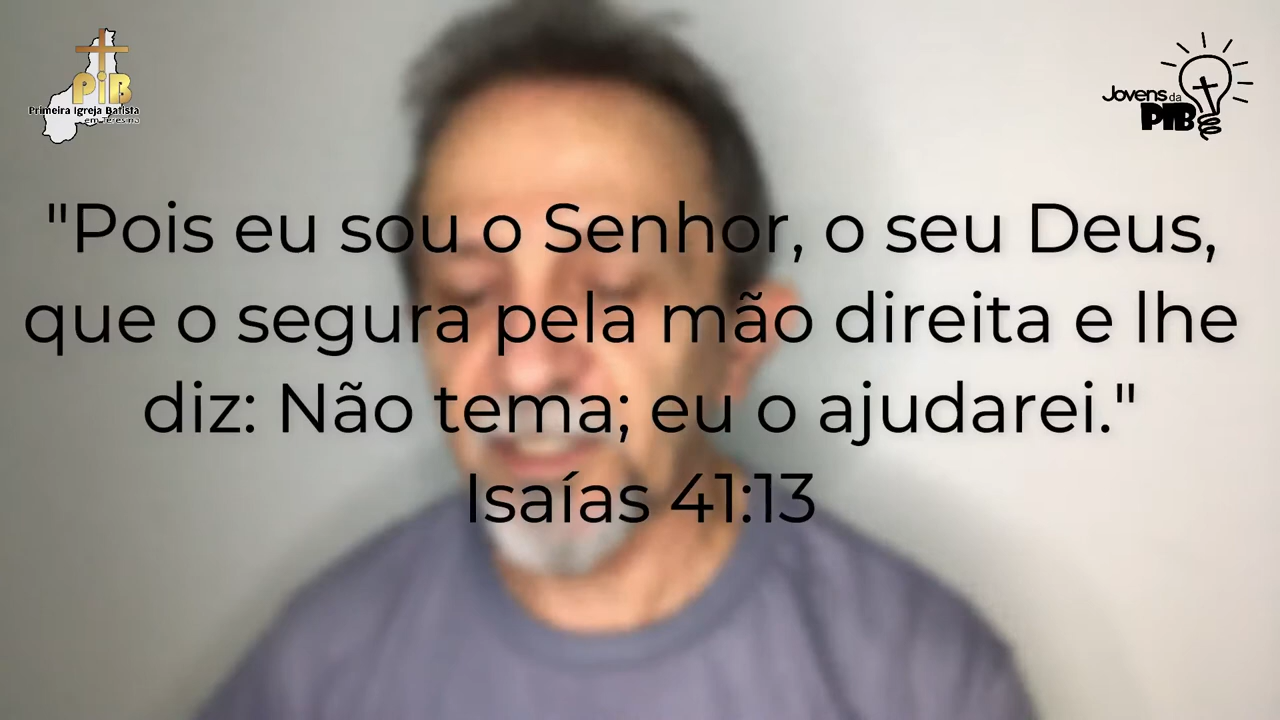 PiB
Primeira Igreja Batista
em Teresina
Jovens da
PIB
"Pois eu sou o Senhor, o seu Deus,
que o segura pela mão direita e lhe
diz: Não tema; eu o ajudarei."
Isaías 41:13